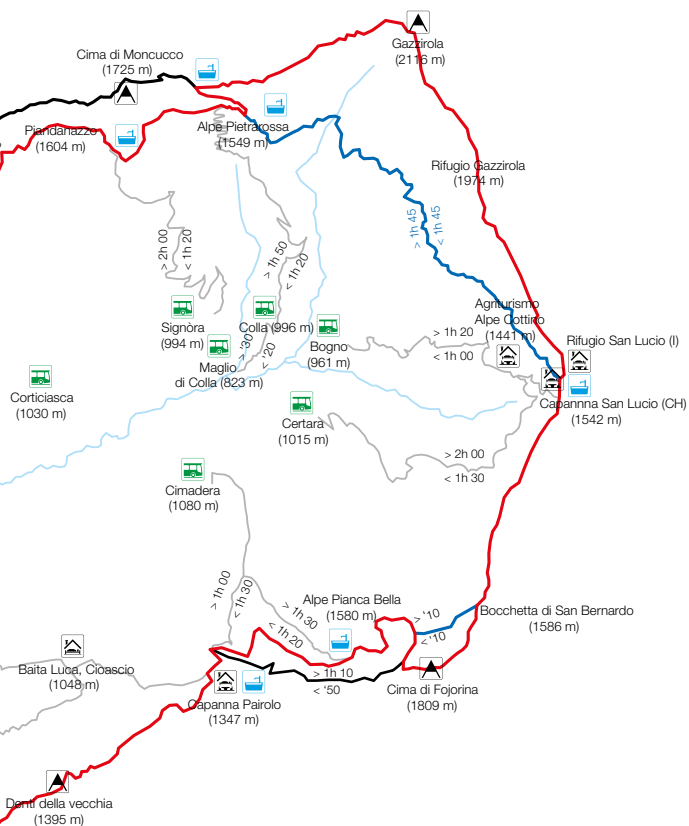 Gazzirola
(2116 m)
Cima di Moncucco
(1725 m)
Piandanazzo
(1604 m)
Alpe Pietrarossa
(1549 m)
Rifugio Gazzirola
(1974 m)
> 1h 45
< 1h 45
> 2h 00
< 1h 20
> 1h 50
< 1h 20
Signòra
(994 m)
Colla (996 m)
Maglio
di Colla (823 m)
> '30
< '20
Bogno
(961 m)
Agriturismo
Alpe Cottino
(1441 m)
> 1h 20
< 1h 00
Rifugio San Lucio (I)
Capannna San Lucio (CH)
(1542 m)
Corticiasca
(1030 m)
Certara
(1015 m)
> 2h 00
< 1h 30
Cimadera
(1080 m)
> 1h 00
< 1h 30
> 1h 30
< 1h 20
Alpe Pianca Bella
(1580 m)
> '10
< '10
Bocchetta di San Bernardo
(1586 m)
Baita Luca, Cioascio
(1048 m)
> 1h 10
< '50
Cima di Fojorina
(1809 m)
Capanna Pairolo
(1347 m)
Denti della vecchia
(1395 m)